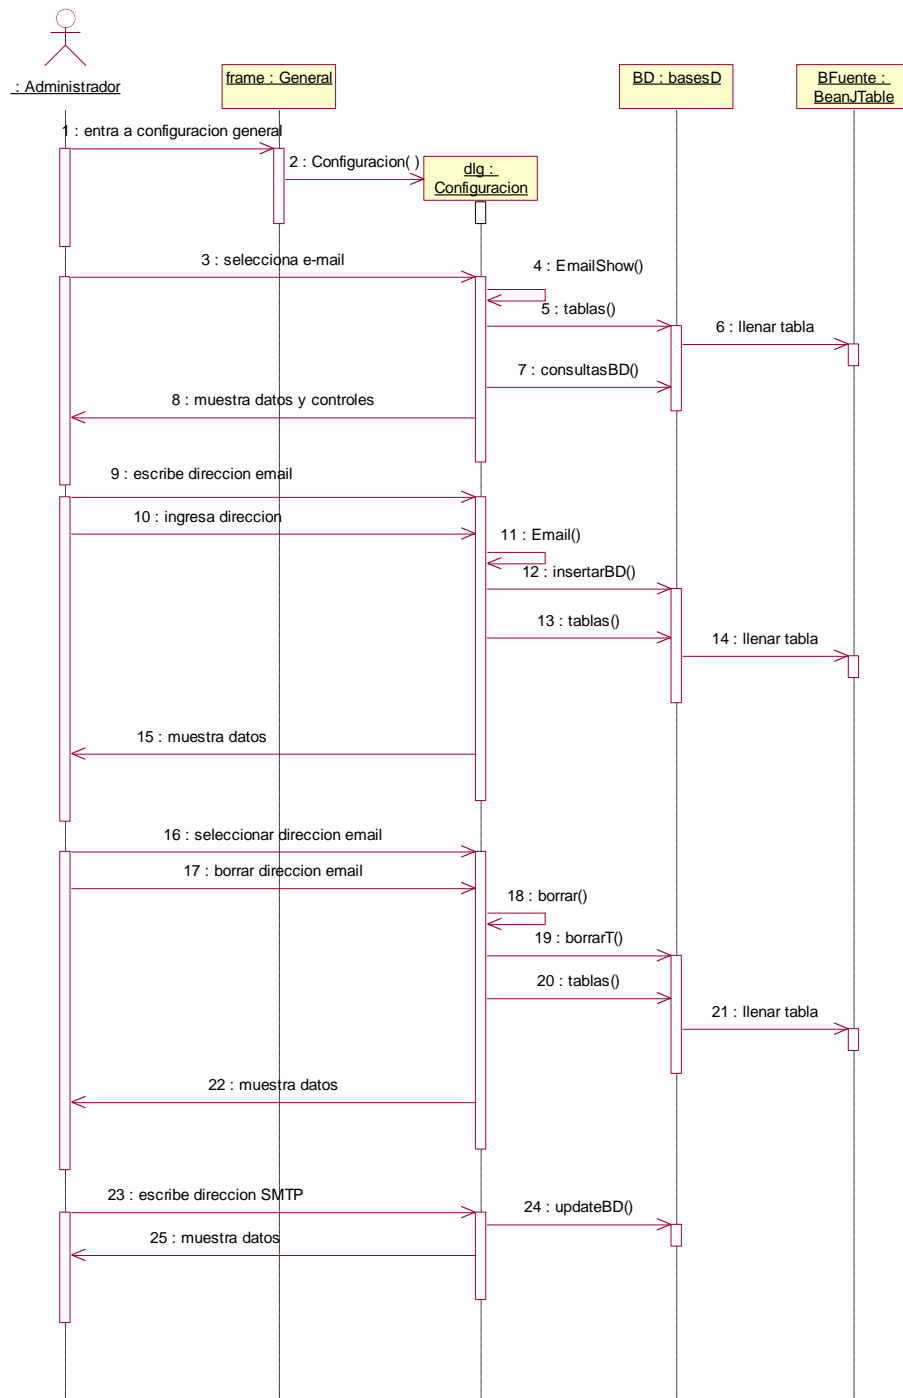 : Administrador
frame : General
BD : basesD
BFuente :
BeanJTable
1 : entra a configuracion general
2 : Configuracion( )
dlg :
Configuracion
3 : selecciona e-mail
4 : EmailShow()
5 : tablas()
6 : llenar tabla
7 : consultasBD()
8 : muestra datos y controles
9 : escribe direccion email
10 : ingresa direccion
11 : Email()
12 : insertarBD()
13 : tablas()
14 : llenar tabla
15 : muestra datos
16 : seleccionar direccion email
17 : borrar direccion email
18 : borrar()
19 : borrarT()
20 : tablas()
21 : llenar tabla
22 : muestra datos
23 : escribe direccion SMTP
24 : updateBD()
25 : muestra datos